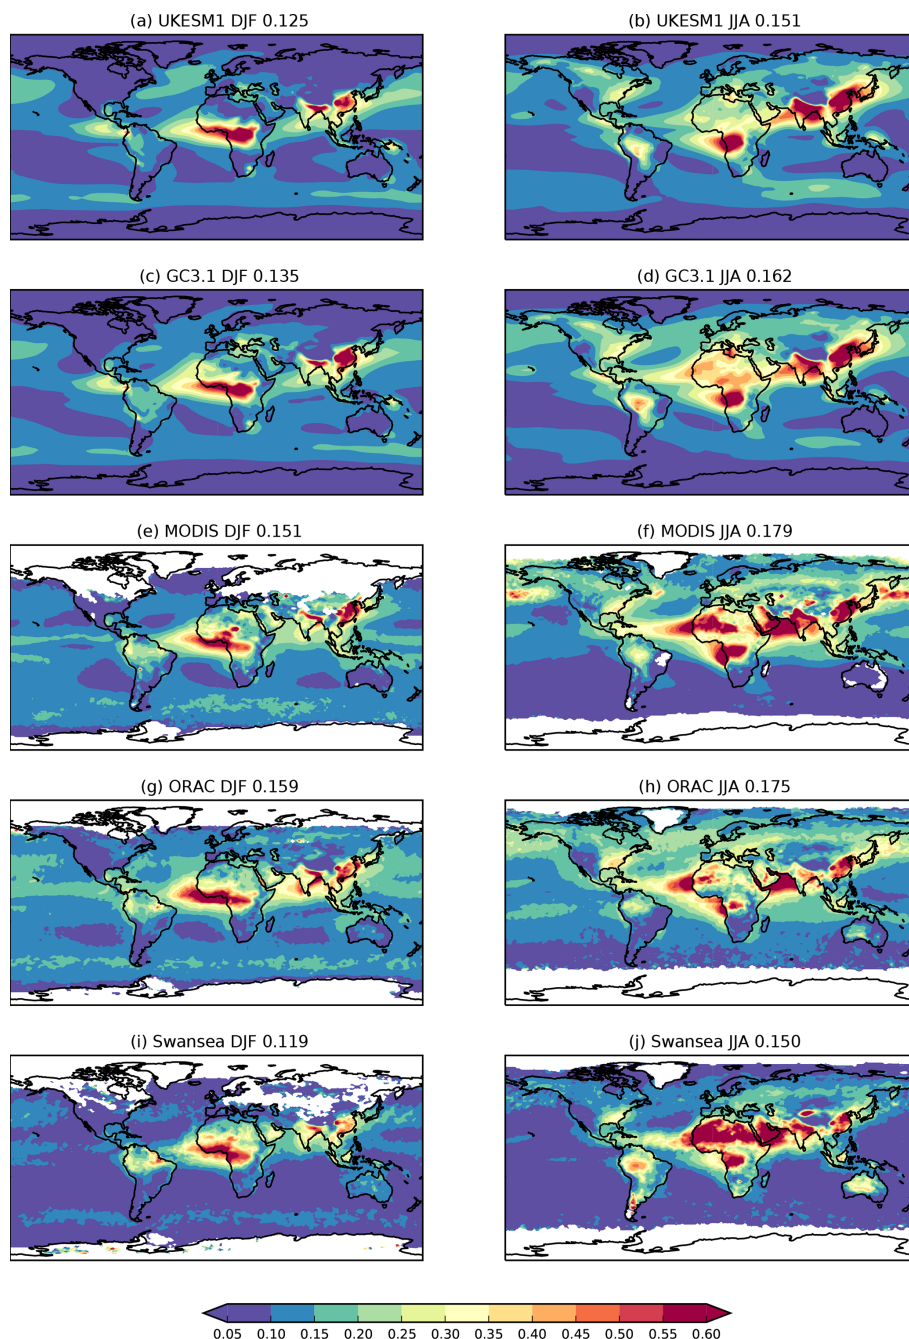 (a) UKESM1 DJF 0.125
(b) UKESM1 JJA 0.151
(c) GC3.1 DJF 0.135
(d) GC3.1 JJA 0.162
(e) MODIS DJF 0.151
(f) MODIS JJA 0.179
(g) ORAC DJF 0.159
(h) ORAC JJA 0.175
(i) Swansea DJF 0.119
(j) Swansea JJA 0.150
0.05 0.10 0.15 0.20 0.25 0.30 0.35 0.40 0.45 0.50 0.55 0.60